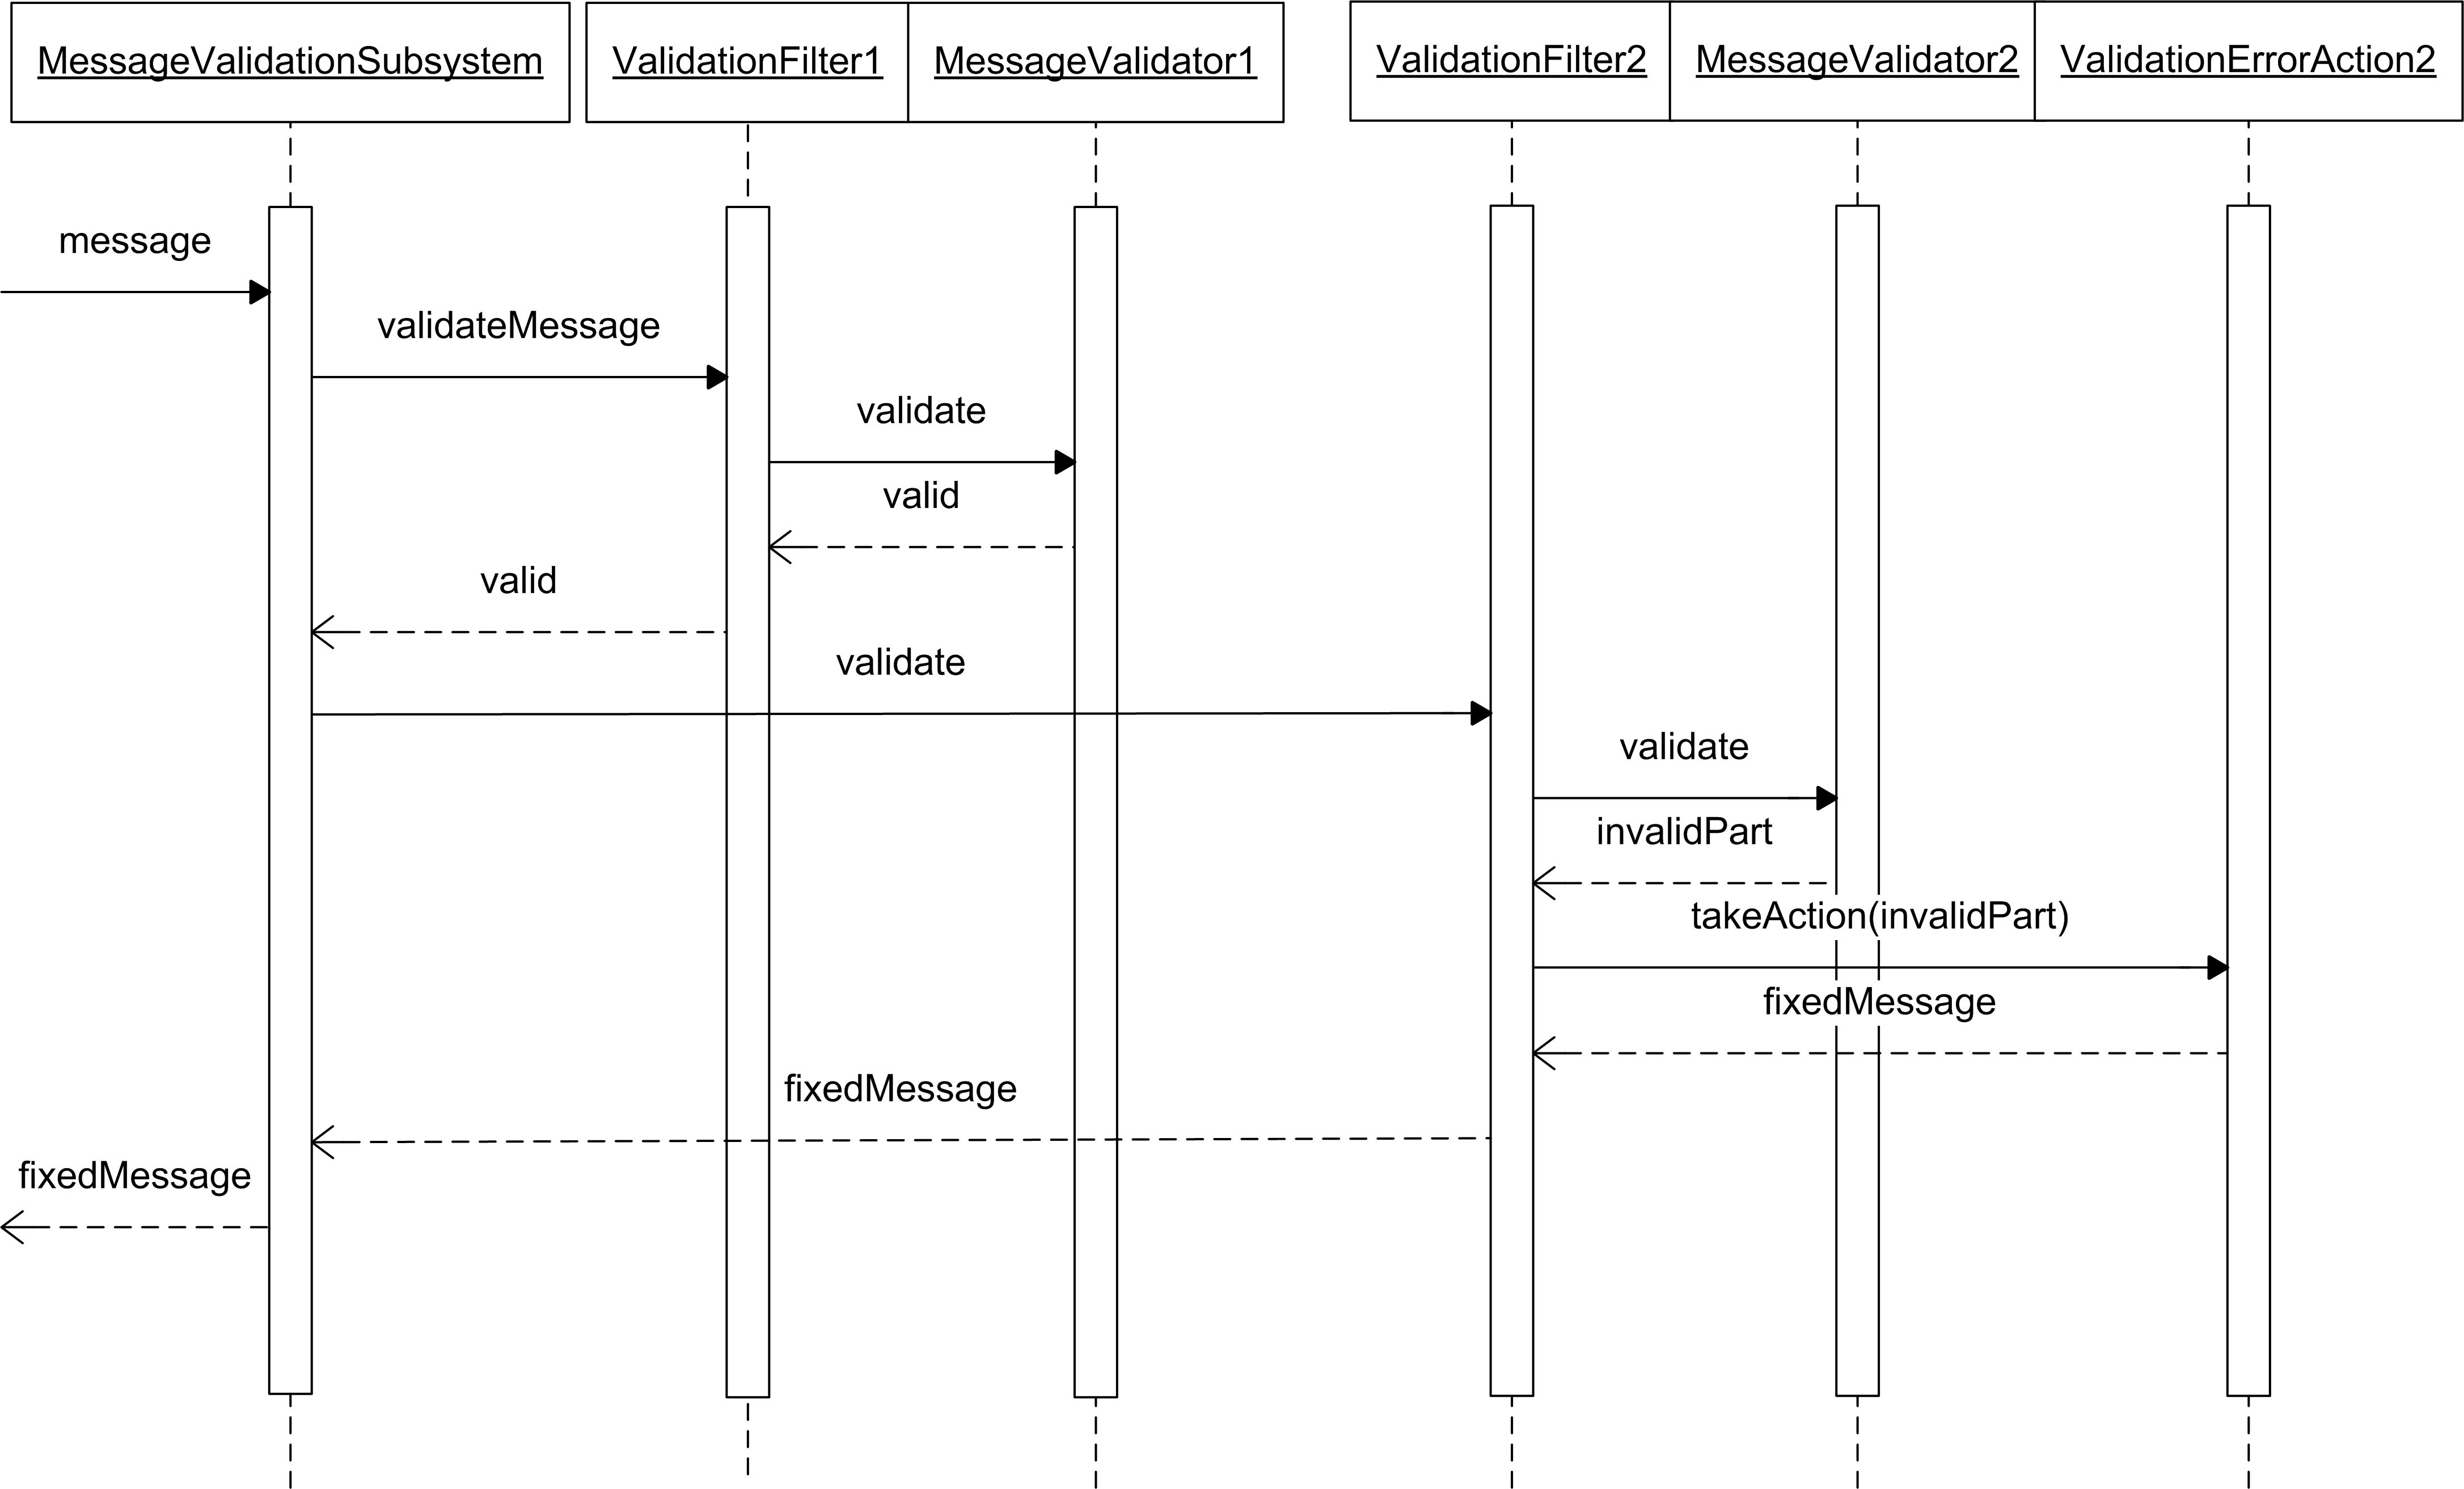 MessageValidationSubsystem
ValidationFilter1
MessageValidator1
ValidationFilter2
MessageValidator2
ValidationErrorAction2
message
validateMessage
validate
valid
valid
validate
validate
invalidPart
takeAction(invalidPart)
fixedMessage
fixedMessage
fixedMessage